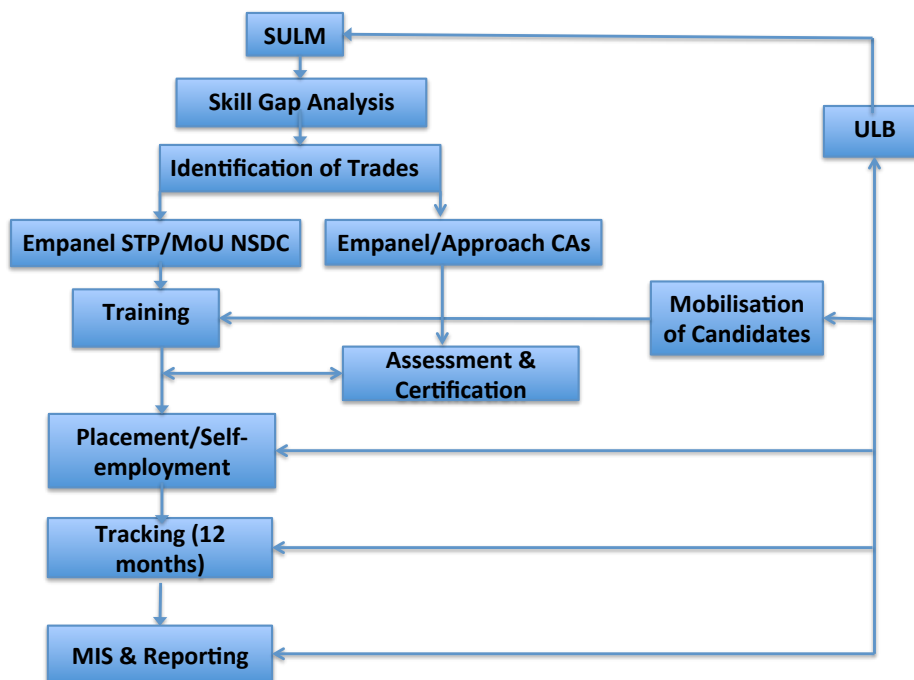 SULM
Skill Gap Analysis
ULB
Identification of Trades
Empanel STP/MoU NSDC
Empanel/Approach CAs
Training
Mobilisation
of Candidates
Assessment &
Certification
Placement/Self-
employment
Tracking (12
months)
MIS & Reporting